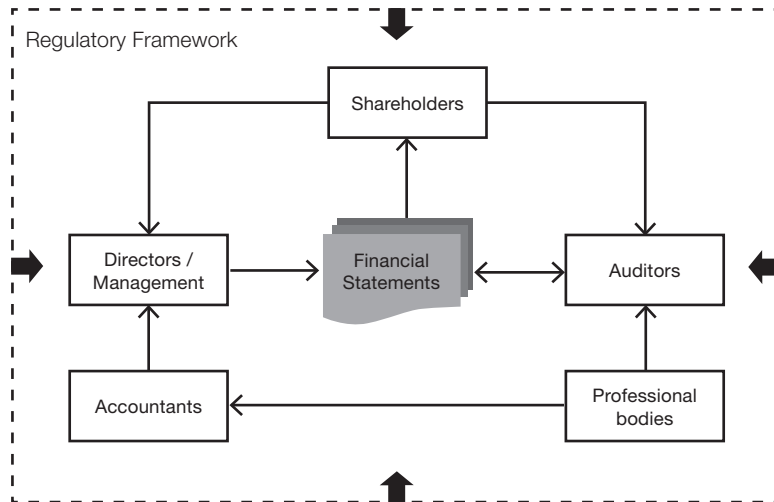 Regulatory Framework
Shareholders
Directors /
Management
Financial
Statements
Auditors
Accountants
Professional
bodies